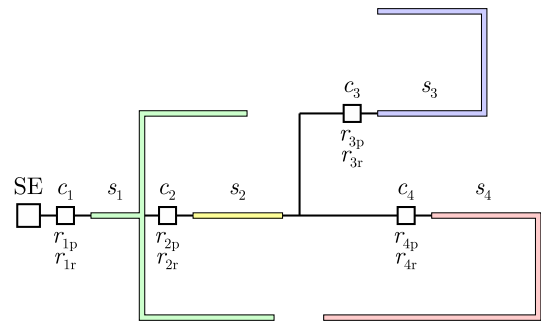 c₃ s₃
r₃ₚ
r₃ᵣ
SE c₁ s₁ c₂ s₂ c₄ s₄
r₁ₚ r₂ₚ r₄ₚ
r₁ᵣ r₂ᵣ r₄ᵣ